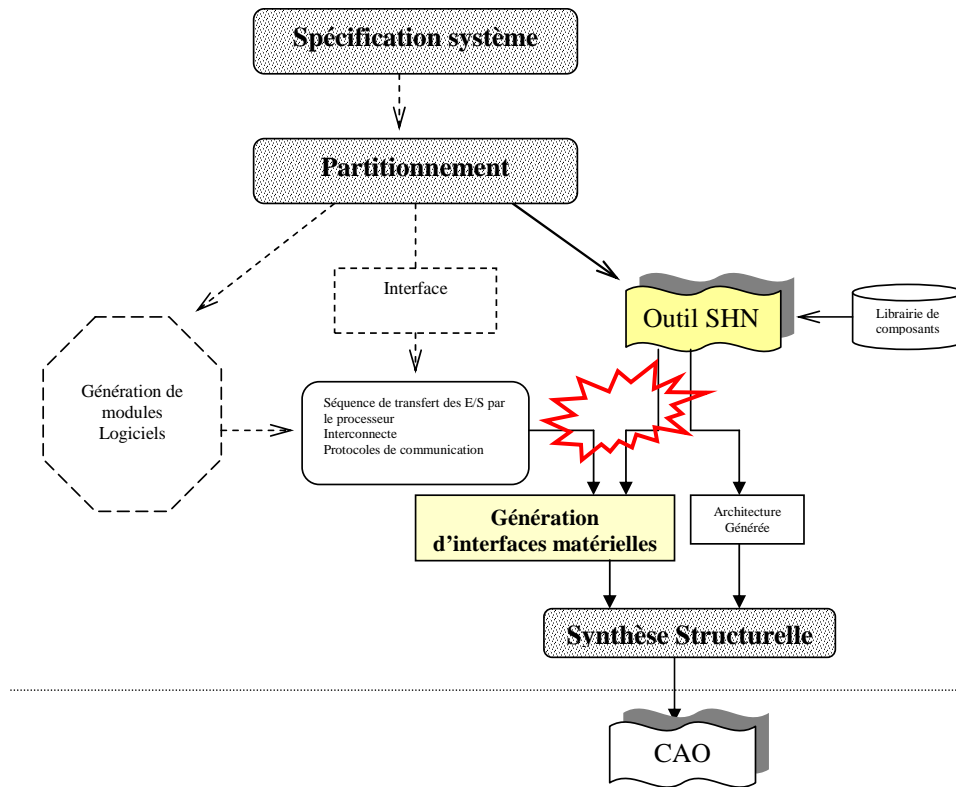 Spécification système
Partitionnement
Interface
Outil SHN
Librairie de
composants
Génération de
modules
Logiciels
Séquence de transfert des E/S par
le processeur
Interconnecte
Protocoles de communication
Génération
d'interfaces matérielles
Architecture
Générée
Synthèse Structurelle
CAO